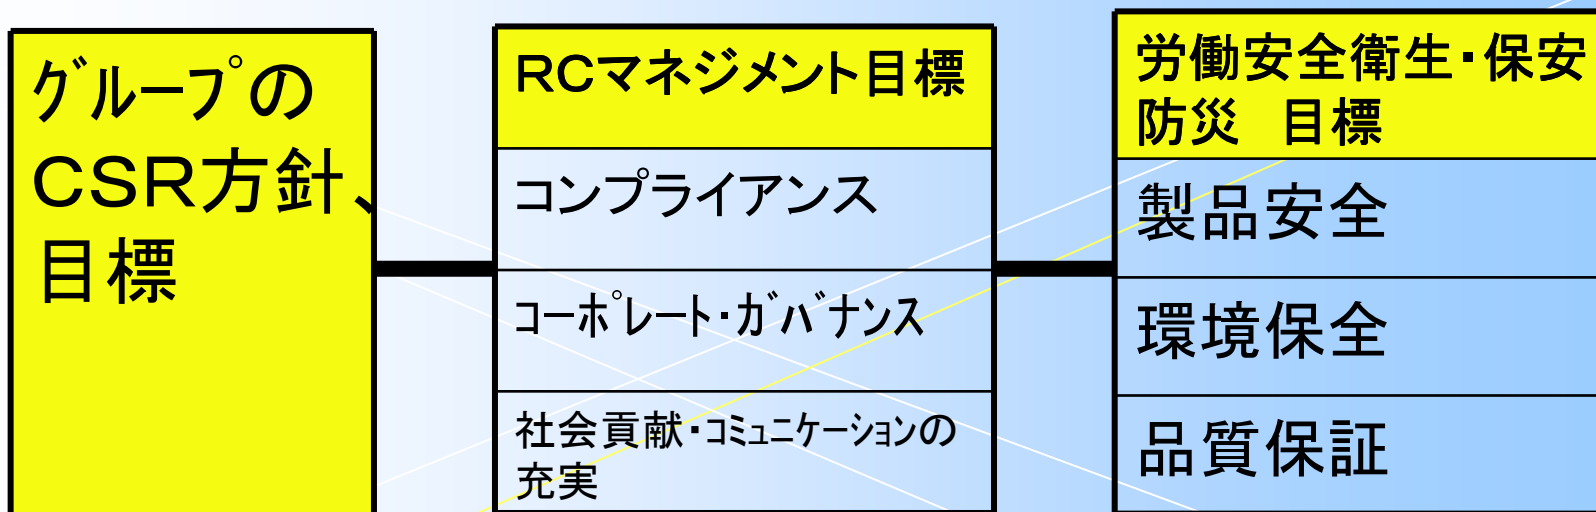 ｸﾞﾙｰﾌﾟの
ＣＳＲ方針、
目標
ＲＣマネジメント目標
コンプライアンス
ｺｰﾎﾟﾚｰﾄ・ｶﾞﾊﾞﾅﾝｽ
社会貢献・ｺﾐｭﾆｹｰｼｮﾝの
充実
労働安全衛生・保安
防災　目標
製品安全
環境保全
品質保証